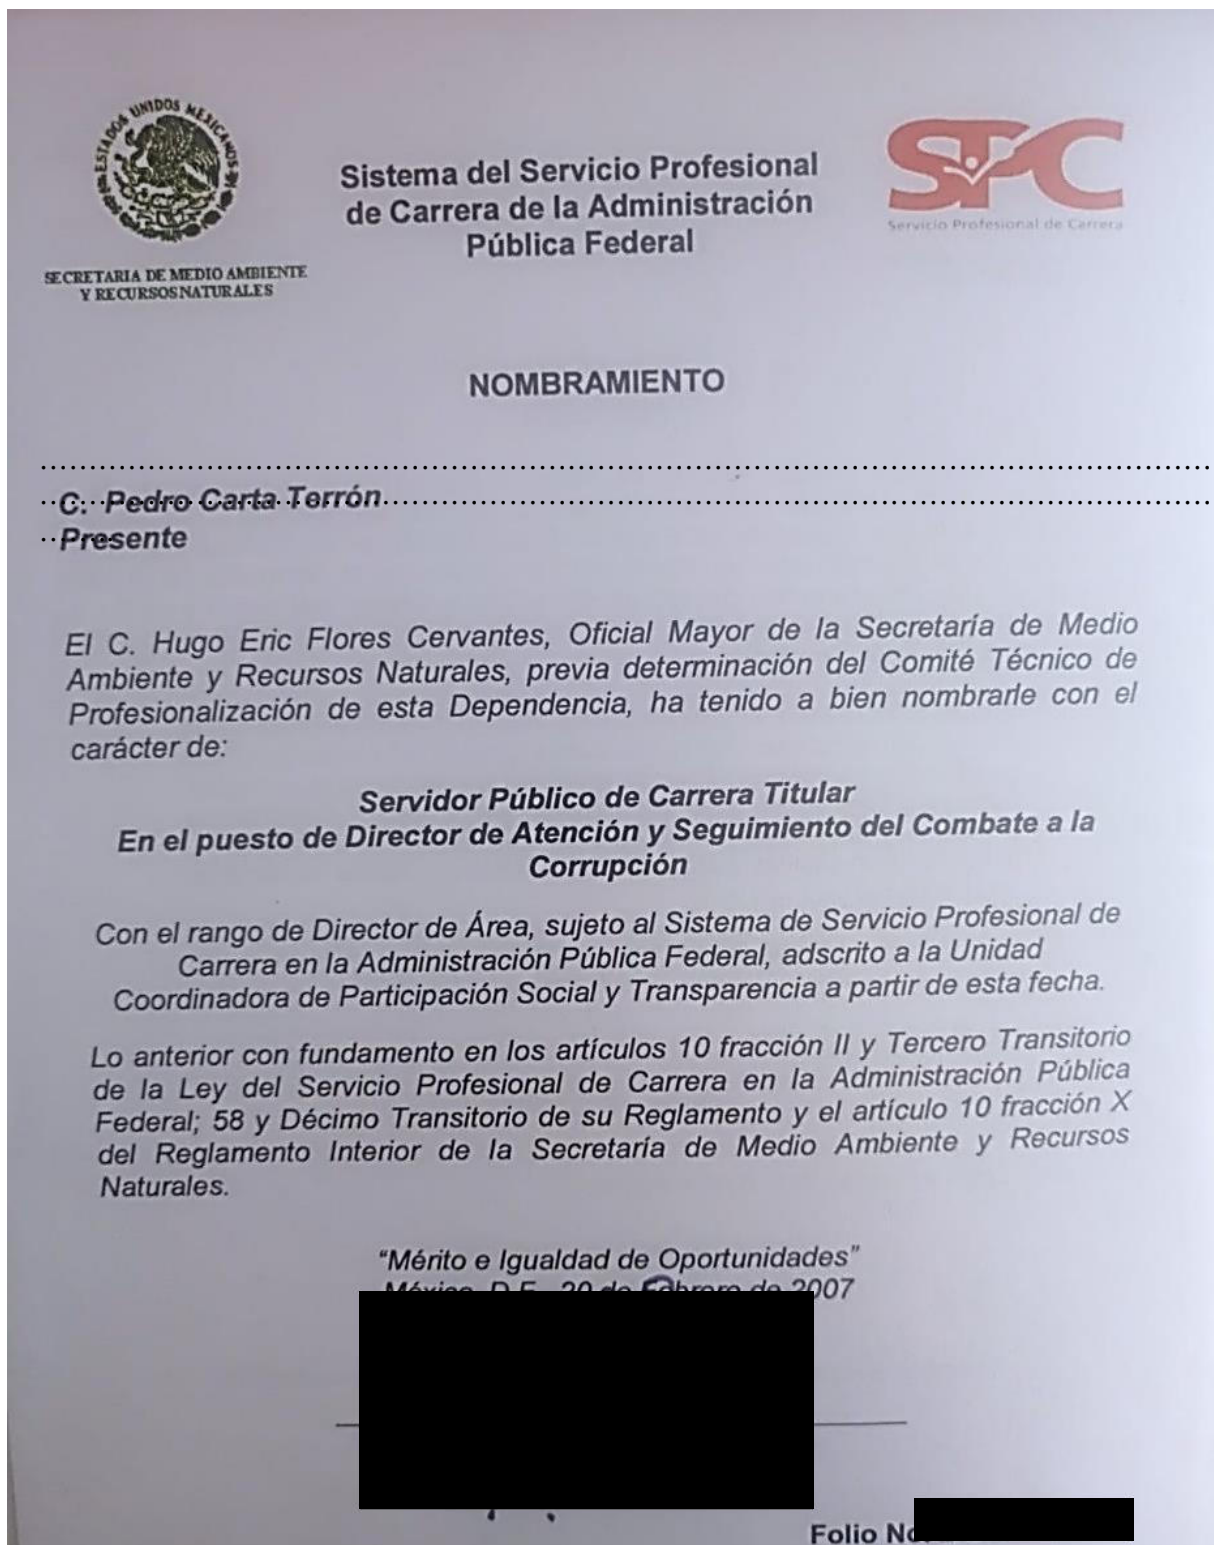 ESTADOS UNIDOS MEXICANOS
SECRETARIA DE MEDIO AMBIENTE
Y RECURSOS NATURALES
Sistema del Servicio Profesional
de Carrera de la Administración
Pública Federal
SPC
Servicio Profesional de Carrera
NOMBRAMIENTO
C. Pedro Carta Terrón
Presente
El C. Hugo Eric Flores Cervantes, Oficial Mayor de la Secretaría de Medio
Ambiente y Recursos Naturales, previa determinación del Comité Técnico de
Profesionalización de esta Dependencia, ha tenido a bien nombrarle con el
carácter de:
Servidor Público de Carrera Titular
En el puesto de Director de Atención y Seguimiento del Combate a la
Corrupción
Con el rango de Director de Área, sujeto al Sistema de Servicio Profesional de
Carrera en la Administración Pública Federal, adscrito a la Unidad
Coordinadora de Participación Social y Transparencia a partir de esta fecha.
Lo anterior con fundamento en los artículos 10 fracción II y Tercero Transitorio
de la Ley del Servicio Profesional de Carrera en la Administración Pública
Federal; 58 y Décimo Transitorio de su Reglamento y el artículo 10 fracción X
del Reglamento Interior de la Secretaría de Medio Ambiente y Recursos
Naturales.
“Mérito e Igualdad de Oportunidades”
México, D.F., 20 de Febrero de 2007
Folio No